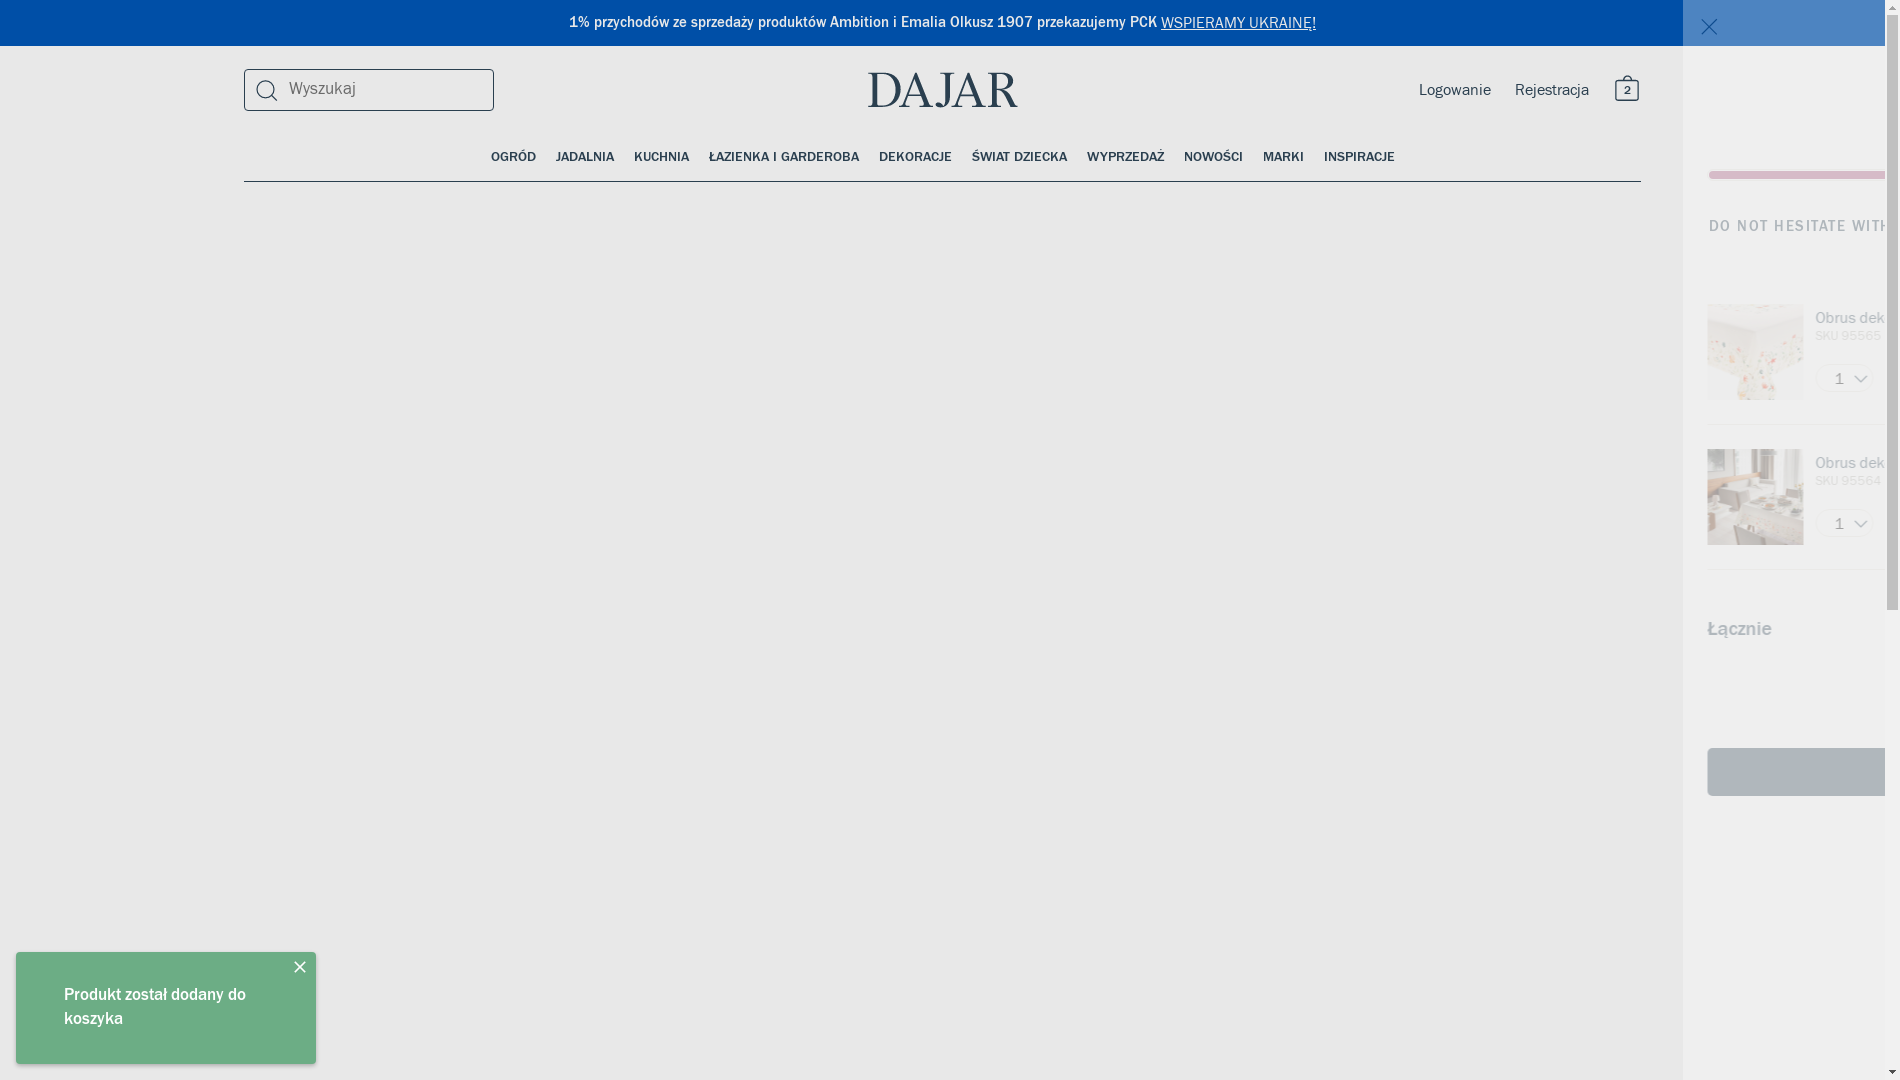 1% przychodów ze sprzedaży produktów Ambition i Emalia Olkusz 1907 przekazujemy PCK WSPIERAMY UKRAINĘ!
Wyszukaj
DAJAR
Logowanie
Rejestracja
2
OGRÓD JADALNIA KUCHNIA ŁAZIENKA I GARDEROBA DEKORACJE ŚWIAT DZIECKA WYPRZEDAŻ NOWOŚCI MARKI INSPIRACJE
DO NOT HESITATE WITH
Obrus dek
SKU 95565
1
Obrus dek
SKU 95564
1
Łącznie
Produkt został dodany do
koszyka